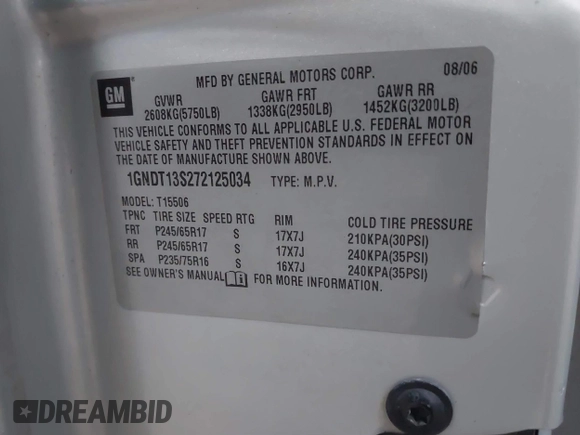 GM
MFD BY GENERAL MOTORS CORP. 08/06
GVWR GAWR FRT GAWR RR
2608KG(5750LB) 1338KG(2950LB) 1452KG(3200LB)
THIS VEHICLE CONFORMS TO ALL APPLICABLE U.S. FEDERAL MOTOR
VEHICLE SAFETY AND THEFT PREVENTION STANDARDS IN EFFECT ON
THE DATE OF MANUFACTURE SHOWN ABOVE.
1GNDT13S272125034 TYPE: M.P.V.
MODEL: T15506
TPNC TIRE SIZE SPEED RTG RIM COLD TIRE PRESSURE
FRT P245/65R17 S 17X7J 210KPA(30PSI)
RR P245/65R17 S 17X7J 240KPA(35PSI)
SPA P235/75R16 S 16X7J 240KPA(35PSI)
SEE OWNER'S MANUAL FOR MORE INFORMATION.
DREAMBID